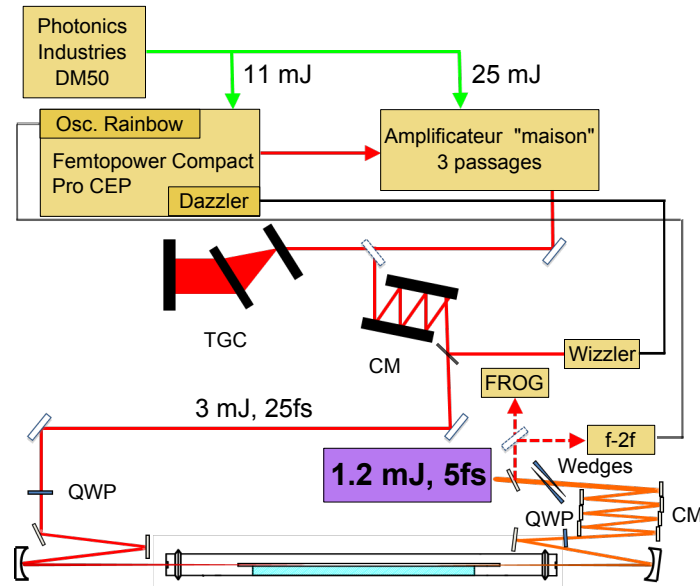 Photonics
Industries
DM50
11 mJ
25 mJ
Osc. Rainbow
Femtopower Compact
Pro CEP
Dazzler
Amplificateur "maison"
3 passages
TGC
CM
Wizzler
FROG
3 mJ, 25fs
f-2f
1.2 mJ, 5fs
Wedges
QWP
QWP
CM